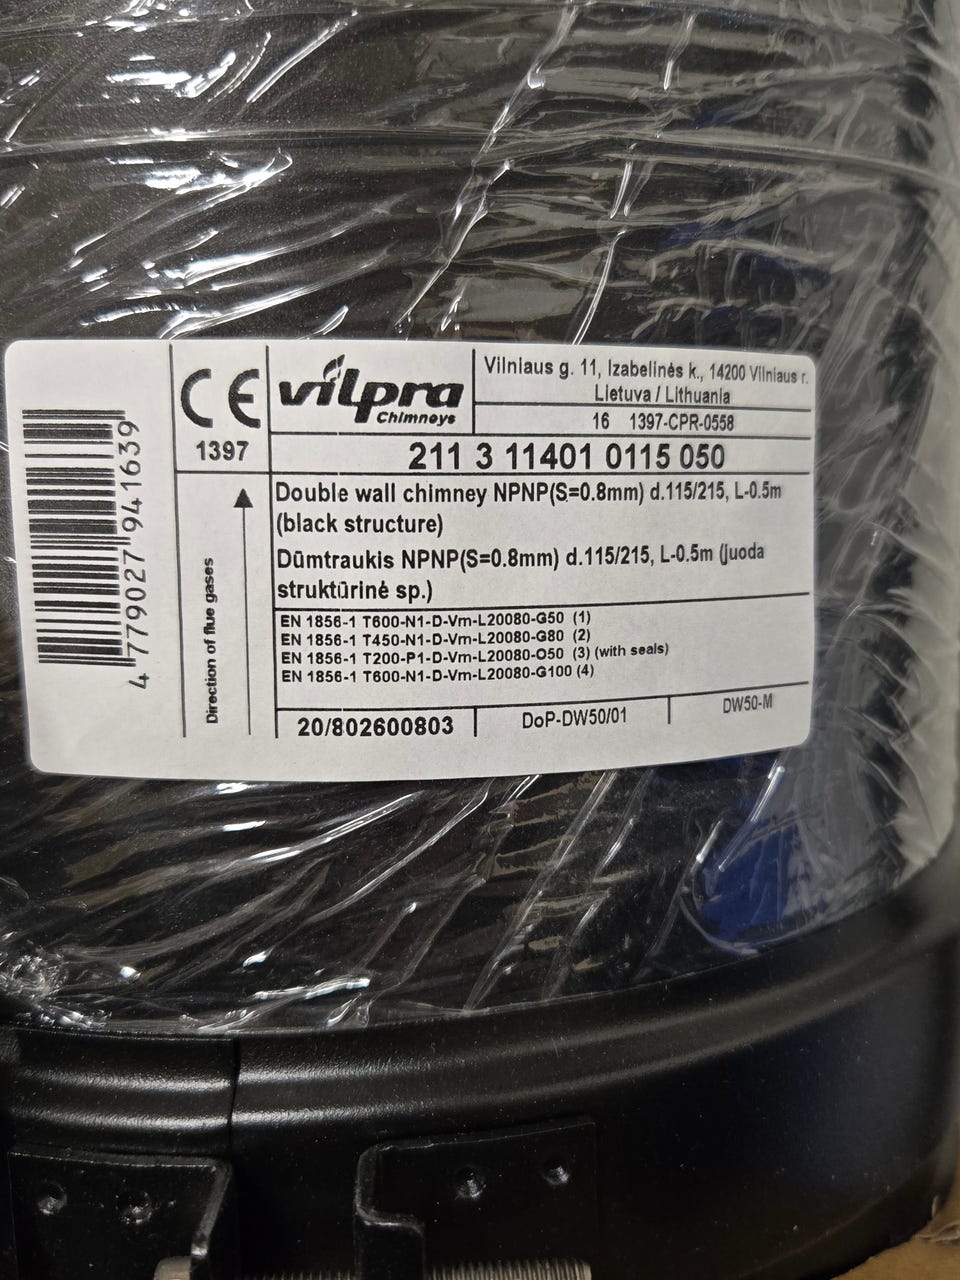 4 779027 941639
CE
1397
Direction of flue gases
vilpra
Chimneys
Vilniaus g. 11, Izabelinės k., 14200 Vilniaus r.
Lietuva / Lithuania
16 1397-CPR-0558
211 3 11401 0115 050
Double wall chimney NPNP(S=0.8mm) d.115/215, L-0.5m
(black structure)
Dūmtraukis NPNP(S=0.8mm) d.115/215, L-0.5m (juoda
struktūrinė sp.)
EN 1856-1 T600-N1-D-Vm-L20080-G50 (1)
EN 1856-1 T450-N1-D-Vm-L20080-G80 (2)
EN 1856-1 T200-P1-D-Vm-L20080-O50 (3) (with seals)
EN 1856-1 T600-N1-D-Vm-L20080-G100 (4)
20/802600803
DoP-DW50/01
DW50-M